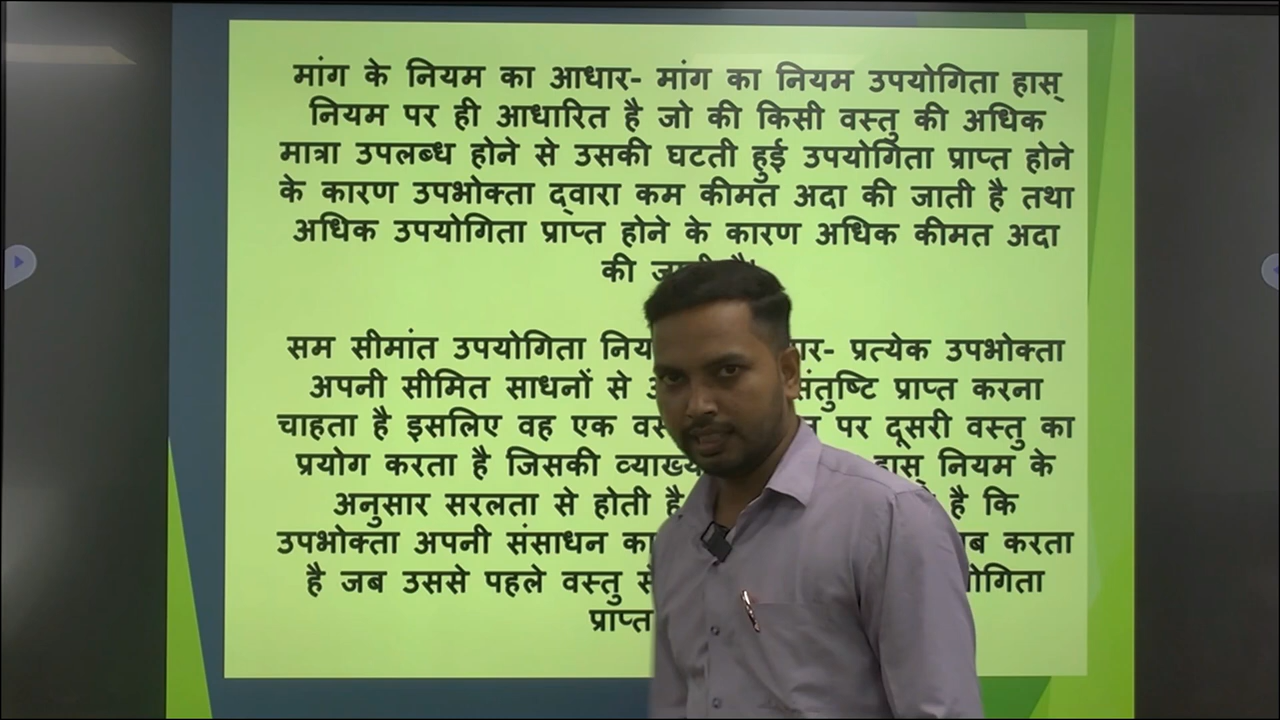 मांग के नियम का आधार- मांग का नियम उपयोगिता हास्
नियम पर ही आधारित है जो की किसी वस्तु की अधिक
मात्रा उपलब्ध होने से उसकी घटती हुई उपयोगिता प्राप्त होने
के कारण उपभोक्ता द्वारा कम कीमत अदा की जाती है तथा
अधिक उपयोगिता प्राप्त होने के कारण अधिक कीमत अदा
की
सम सीमांत उपयोगिता प्रत्येक उपभोक्ता
अपनी सीमित साधनों से प्राप्त करना
चाहता है इसलिए वह एक पर दूसरी वस्तु का
प्रयोग करता है जिसकी हास् नियम के
अनुसार सरलता से होती है है कि
उपभोक्ता अपनी संसाधन करता
है जब उससे पहले वस्तु
प्राप्त